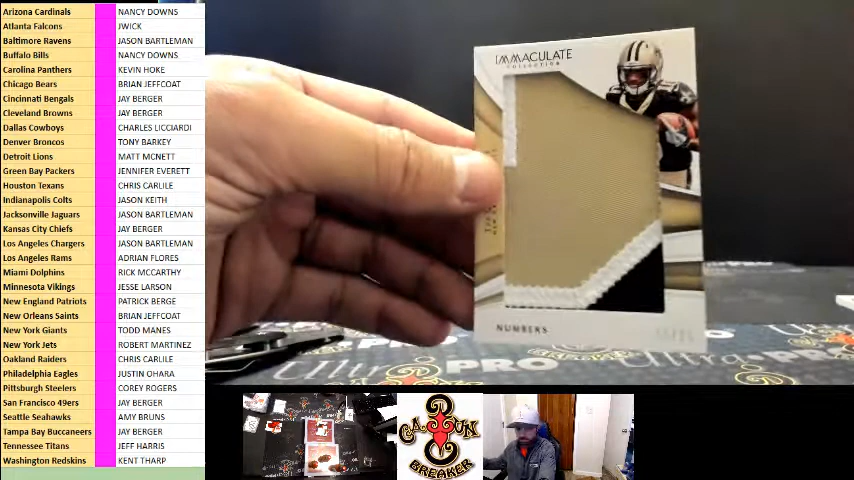 Arizona Cardinals NANCY DOWNS
Atlanta Falcons JWICK
Baltimore Ravens JASON BARTLEMAN
Buffalo Bills NANCY DOWNS
Carolina Panthers KEVIN HOKE
Chicago Bears BRIAN JEFFCOAT
Cincinnati Bengals JAY BERGER
Cleveland Browns JAY BERGER
Dallas Cowboys CHARLES LICCIARDI
Denver Broncos TONY BARKEY
Detroit Lions MATT MCNETT
Green Bay Packers JENNIFER EVERETT
Houston Texans CHRIS CARLILE
Indianapolis Colts JASON KEITH
Jacksonville Jaguars JASON BARTLEMAN
Kansas City Chiefs JAY BERGER
Los Angeles Chargers JASON BARTLEMAN
Los Angeles Rams ADRIAN FLORES
Miami Dolphins RICK MCCARTHY
Minnesota Vikings JESSE LARSON
New England Patriots PATRICK BERGE
New Orleans Saints BRIAN JEFFCOAT
New York Giants TODD MANES
New York Jets ROBERT MARTINEZ
Oakland Raiders CHRIS CARLILE
Philadelphia Eagles JUSTIN OHARA
Pittsburgh Steelers COREY ROGERS
San Francisco 49ers JAY BERGER
Seattle Seahawks AMY BRUNS
Tampa Bay Buccaneers JAY BERGER
Tennessee Titans JEFF HARRIS
Washington Redskins KENT THARP
IMMACULATE
COLLECTION
NUMBERS
Ultra PRO
CAJUN
BREAKER